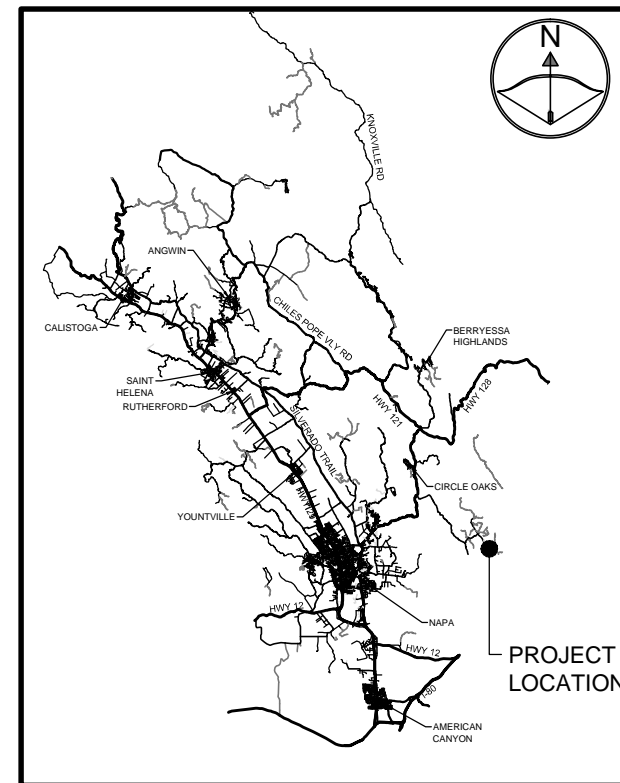 N
KNOXVILLE RD
ANGWIN
CALISTOGA
CHILES POPE VLY RD
BERRYESSA
HIGHLANDS
SAINT
HELENA
RUTHERFORD
HWY 121
HWY 128
SILVERADO TRAIL
CIRCLE OAKS
YOUNTVILLE
HWY 29
HWY 12
NAPA
HWY 12
PROJECT
LOCATION
I-80
AMERICAN
CANYON